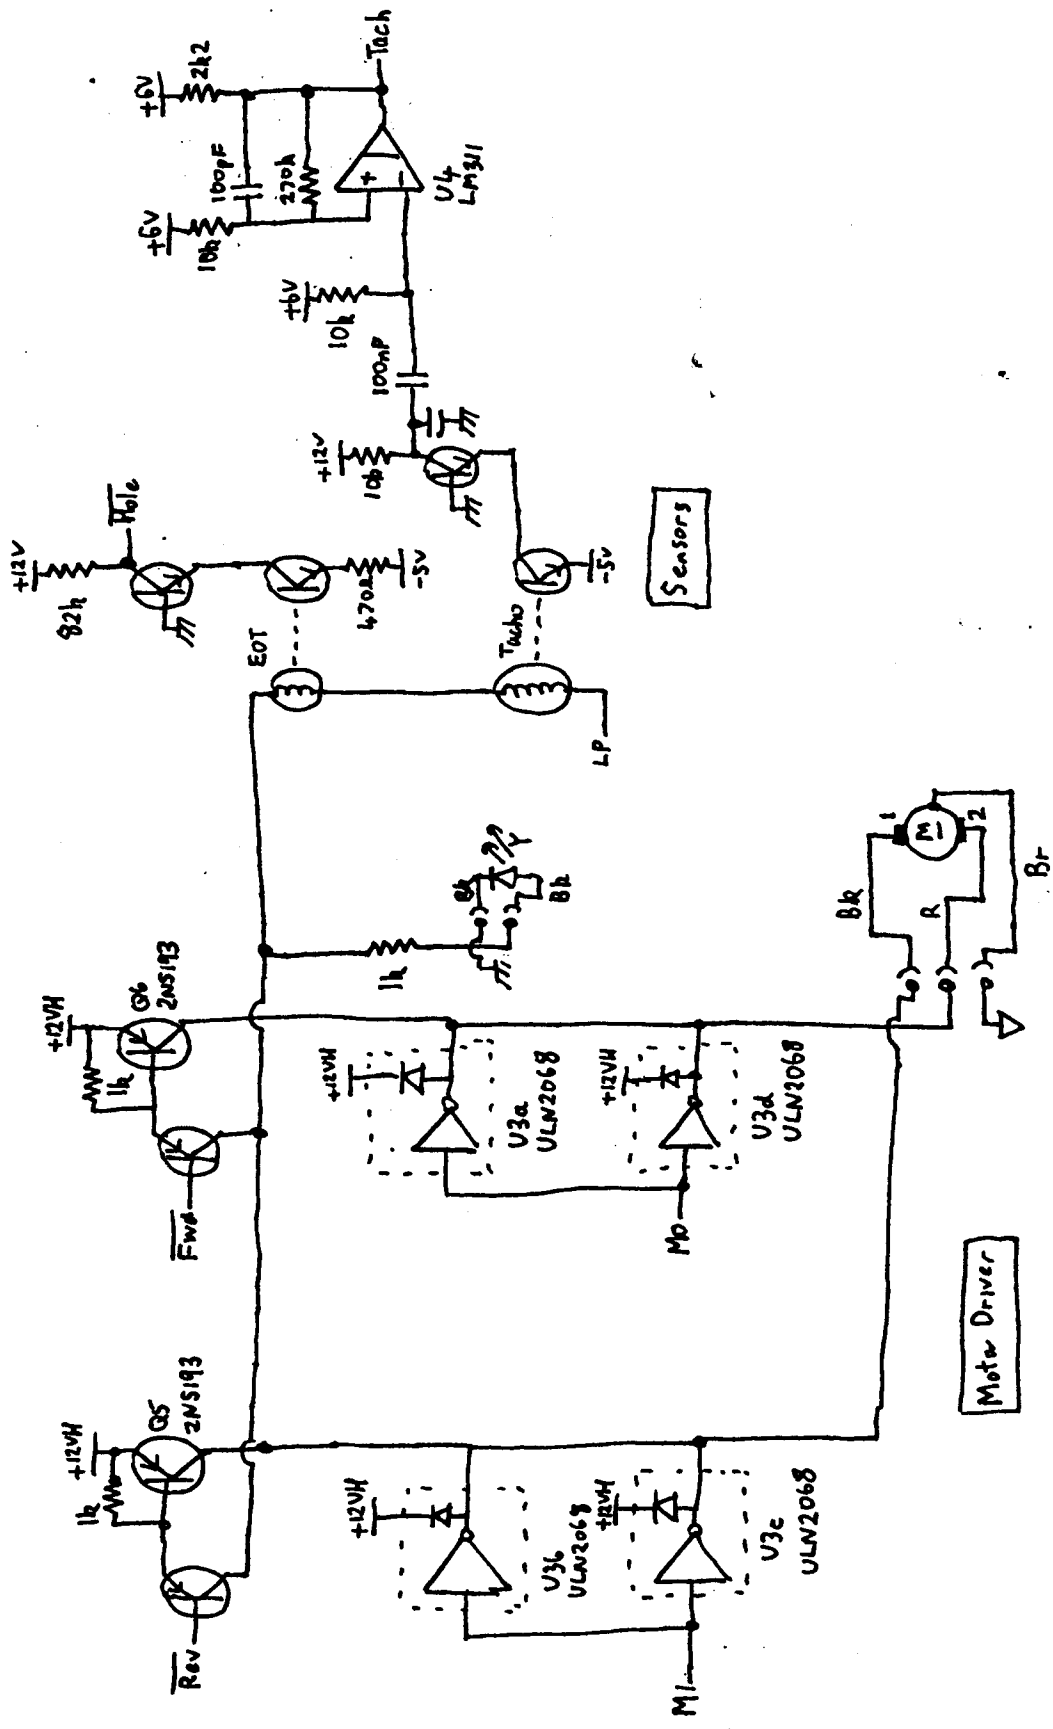 +12VH
1k
Q5
2N5193
Rev
+12VH
U3b
ULN2068
+12VH
U3c
ULN2068
M1
+12VH
1k
Q6
2N5193
Fwd
+12VH
U3a
ULN2068
+12VH
U3d
ULN2068
M0
1k
Bk
Y
Bk
Bk
R
Br
1
M
2
Motor Driver
+12V
82k
Hole
EOT
470Ω
-5V
Tacho
-5V
LP
+12V
10k
100nF
+6V
10k
+6V
10k
100pF
270k
+6V
2k2
+
-
U4
LM311
Tach
Sensors